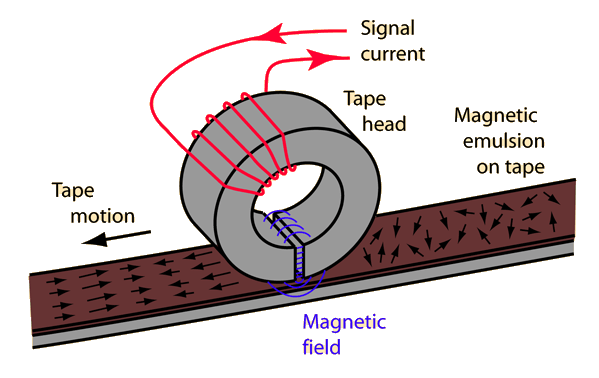 Signal
current
Tape
head
Magnetic
emulsion
on tape
Tape
motion
Magnetic
field